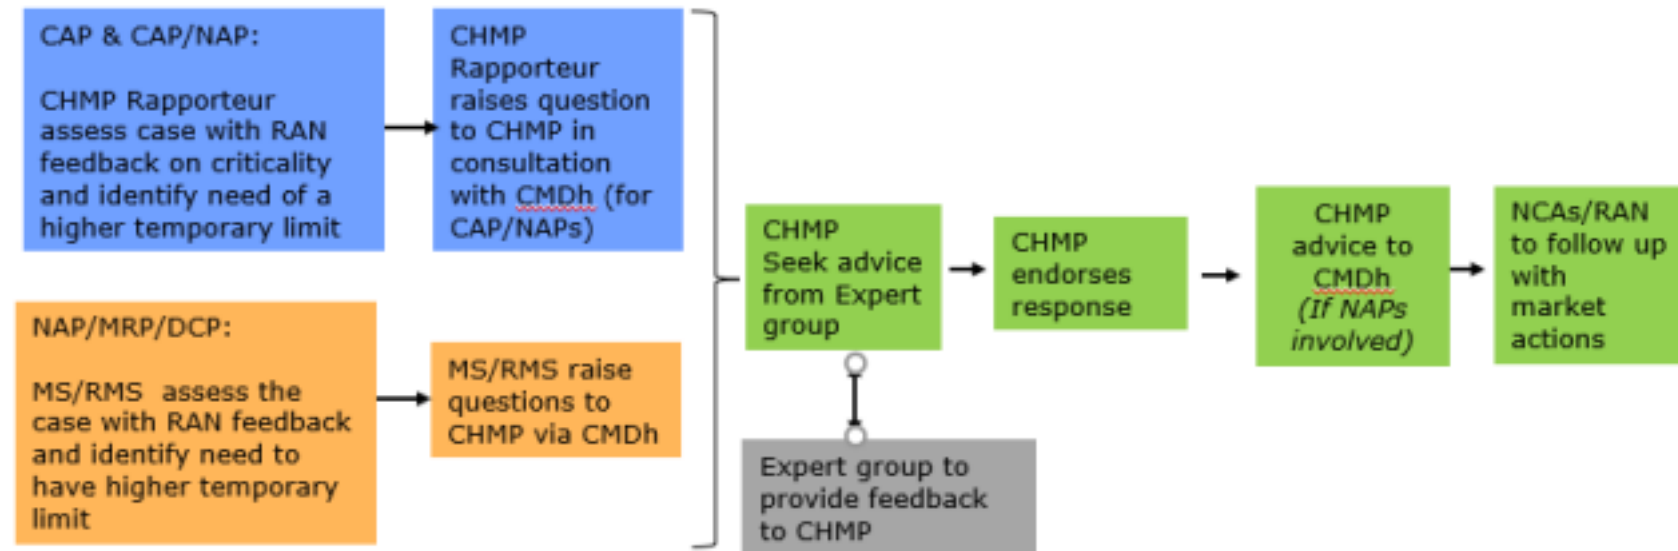 CAP & CAP/NAP:
CHMP Rapporteur
assess case with RAN
feedback on criticality
and identify need of a
higher temporary limit
CHMP
Rapporteur
raises question
to CHMP in
consultation
with CMDh (for
CAP/NAPs)
NAP/MRP/DCP:
MS/RMS assess the
case with RAN feedback
and identify need to
have higher temporary
limit
MS/RMS raise
questions to
CHMP via CMDh
CHMP
Seek advice
from Expert
group
Expert group to
provide feedback
to CHMP
CHMP
endorses
response
CHMP
advice to
CMDh
(If NAPs
involved)
NCAs/RAN
to follow up
with
market
actions